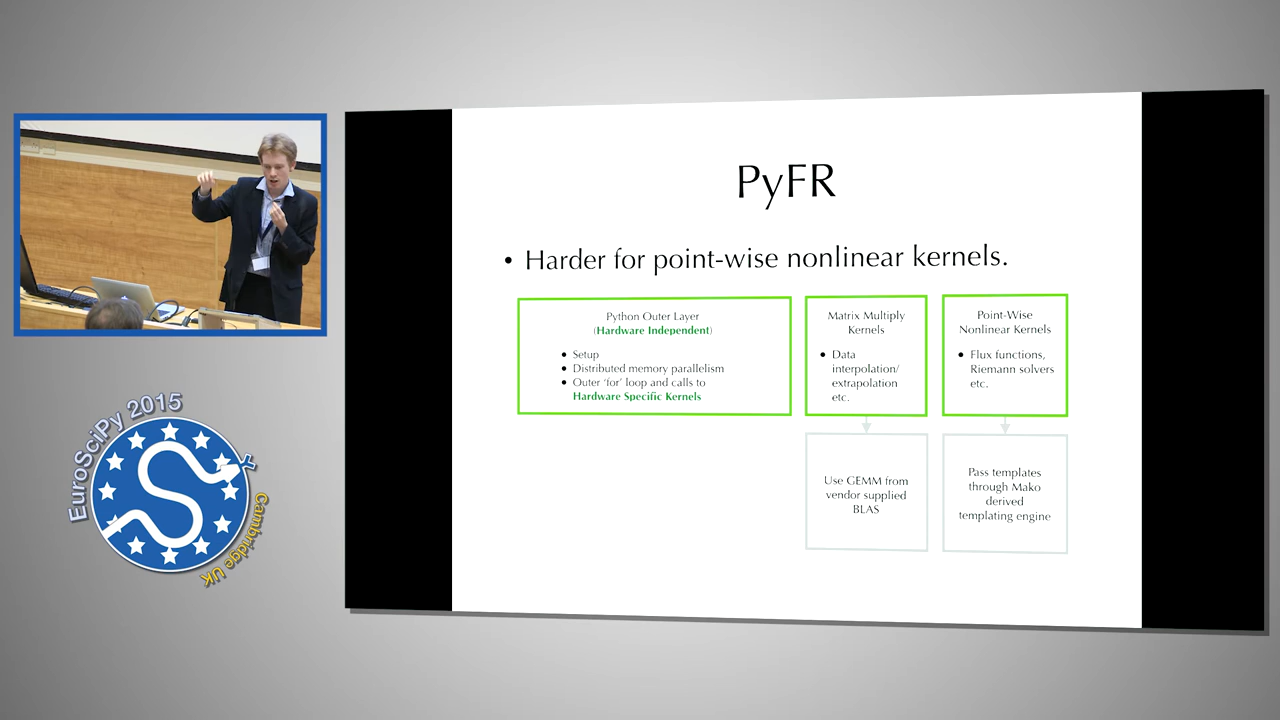 PyFR
• Harder for point-wise nonlinear kernels.
Python Outer Layer
(Hardware Independent)
• Setup
• Distributed memory parallelism
• Outer ‘for’ loop and calls to
Hardware Specific Kernels
Matrix Multiply
Kernels
• Data
interpolation/
extrapolation
etc.
Point-Wise
Nonlinear Kernels
• Flux functions,
Riemann solvers
etc.
Use GEMM from
vendor supplied
BLAS
Pass templates
through Mako
derived
templating engine
EuroSciPy 2015
Cambridge UK